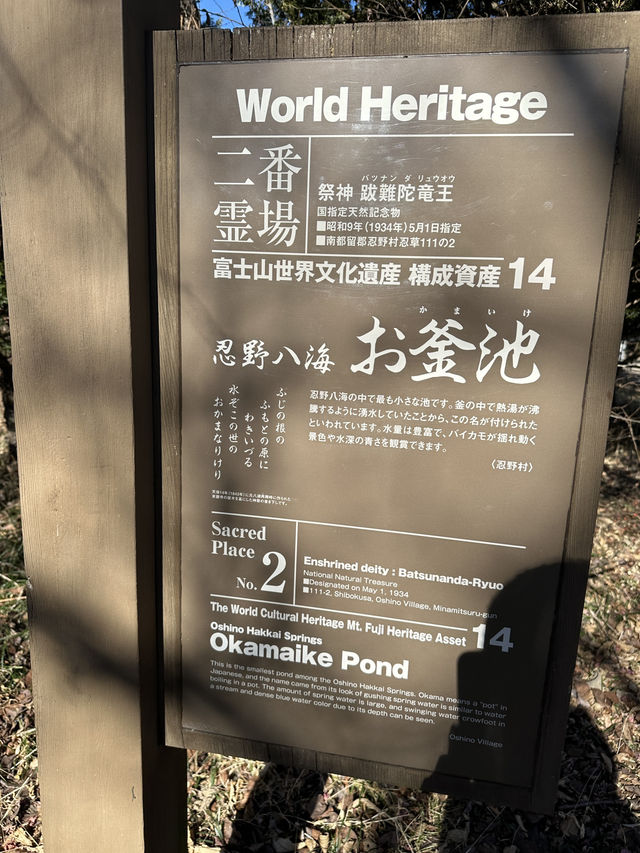 World Heritage
二番
霊場
バツナン ダ リュウオウ
祭神 跋難陀竜王
国指定天然記念物
■昭和9年(1934年)5月1日指定
■南都留郡忍野村忍草111の2
富士山世界文化遺産 構成資産 14
かまいけ
忍野八海 お釜池
ふじの根の
ふもとの原に
わきいづる
水ぞこの世の
おかまなりけり
忍野八海の中で最も小さな池です。釜の中で熱湯が沸
騰するように湧水していたことから、この名が付けられた
といわれています。水量は豊富で、バイカモが揺れ動く
景色や水深の青さを観賞できます。
(忍野村)
Sacred
Place
No. 2
Enshrined deity : Batsunanda-Ryuo
National Natural Treasure
■Designated on May 1, 1934
■111-2, Shibokusa, Oshino Village, Minamitsuru-gun
The World Cultural Heritage Mt. Fuji Heritage Asset 14
Oshino Hakkai Springs
Okamaike Pond
This is the smallest pond among the Oshino Hakkai Springs. Okama means a "pot" in
Japanese, and the name came from its look of gushing spring water is similar to water
boiling in a pot. The amount of spring water is large, and swinging water crowfoot in
a stream and dense blue water color due to its depth can be seen.
Oshino Village